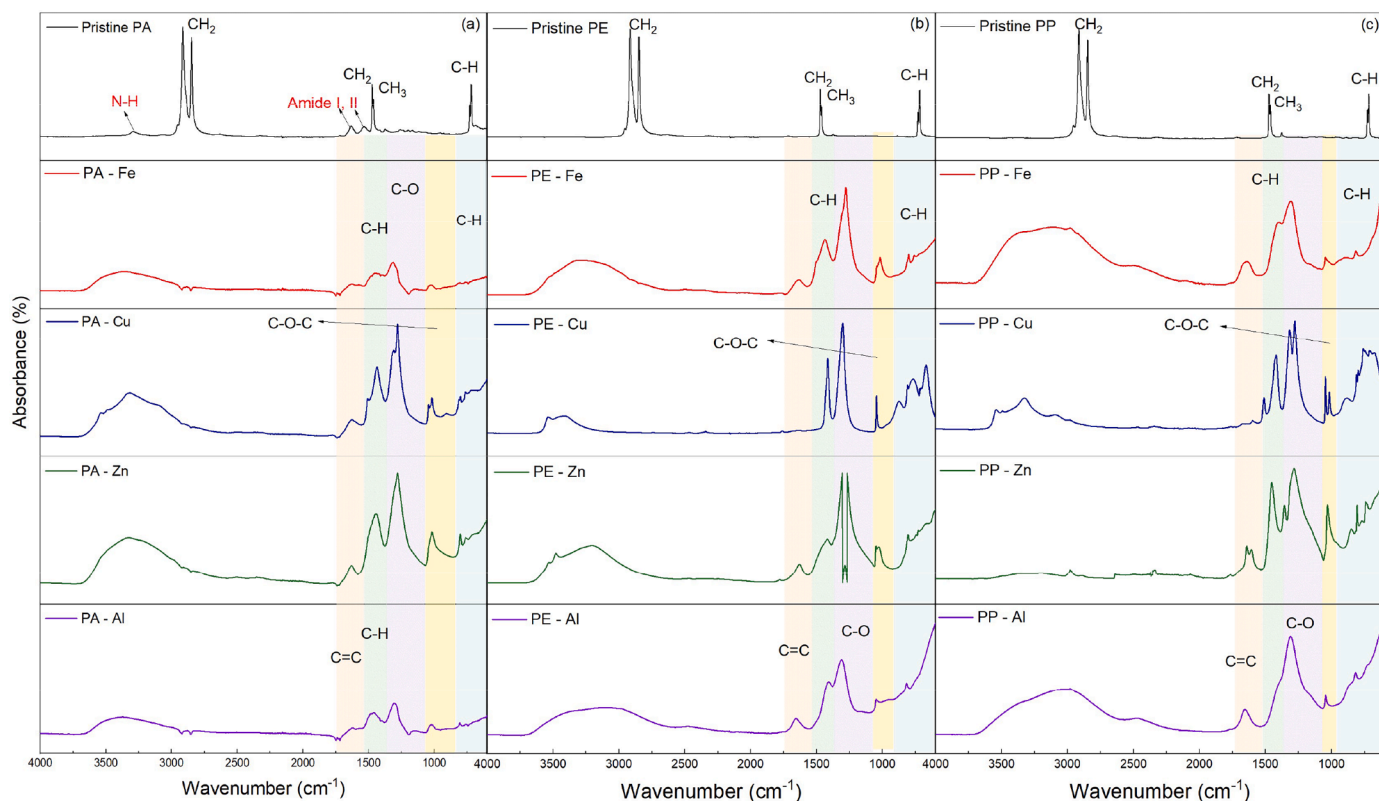 Pristine PA
CH2
(a)
N-H
Amide I, II
CH2
CH3
C-H
Pristine PE
CH2
(b)
CH2
CH3
C-H
Pristine PP
CH2
(c)
CH2
CH3
C-H
PA - Fe
C-O
C-H
C-H
PE - Fe
C-H
C-H
PP - Fe
C-H
C-H
PA - Cu
C-O-C
PE - Cu
C-O-C
PP - Cu
C-O-C
PA - Zn
PE - Zn
PP - Zn
PA - Al
C-H
C=C
PE - Al
C-O
C=C
PP - Al
C-O
C=C
Absorbance (%)
4000 3500 3000 2500 2000 1500 1000
4000 3500 3000 2500 2000 1500 1000
4000 3500 3000 2500 2000 1500 1000
Wavenumber (cm-1)
Wavenumber (cm-1)
Wavenumber (cm-1)